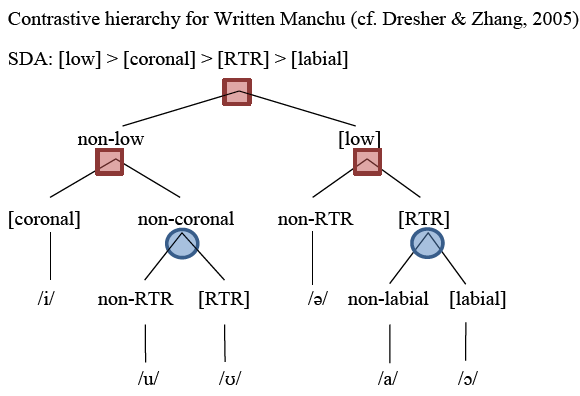 Contrastive hierarchy for Written Manchu (cf. Dresher & Zhang, 2005)
SDA: [low] > [coronal] > [RTR] > [labial]
non-low [low]
[coronal] non-coronal non-RTR [RTR]
/i/ non-RTR [RTR] /ə/ non-labial [labial]
/u/ /ʊ/ /a/ /ɔ/